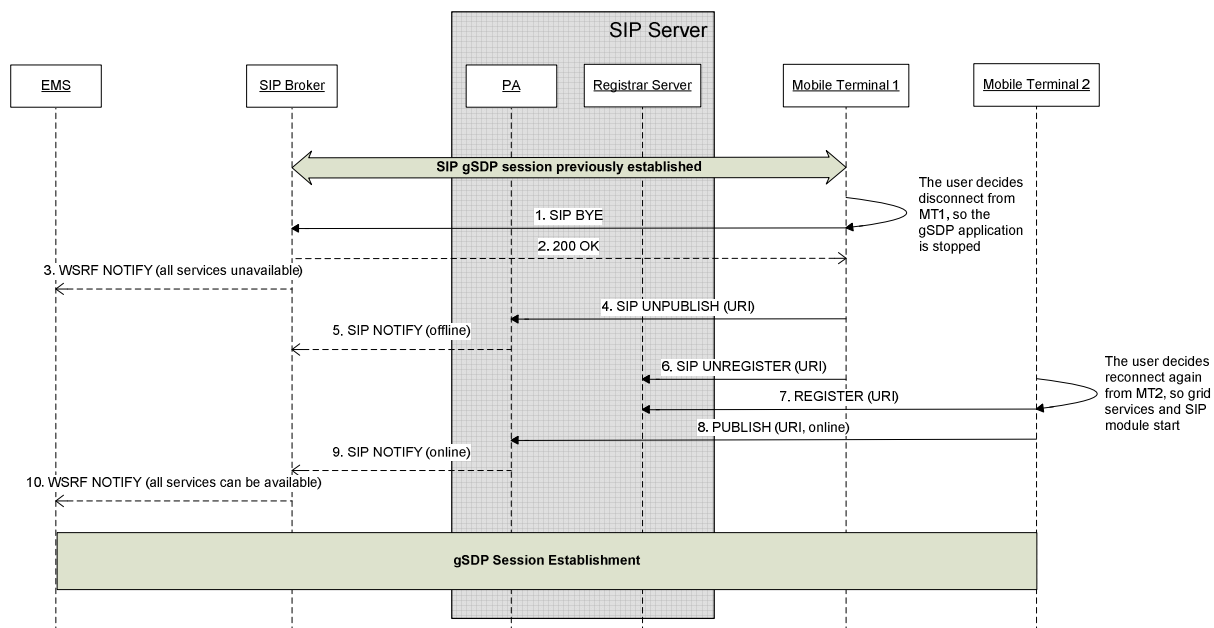 SIP Server
EMS
SIP Broker
PA
Registrar Server
Mobile Terminal 1
Mobile Terminal 2
SIP gSDP session previously established
The user decides
disconnect from
MT1, so the
gSDP application
is stopped
1. SIP BYE
2. 200 OK
3. WSRF NOTIFY (all services unavailable)
4. SIP UNPUBLISH (URI)
5. SIP NOTIFY (offline)
6. SIP UNREGISTER (URI)
The user decides
reconnect again
from MT2, so grid
services and SIP
module start
7. REGISTER (URI)
8. PUBLISH (URI, online)
9. SIP NOTIFY (online)
10. WSRF NOTIFY (all services can be available)
gSDP Session Establishment